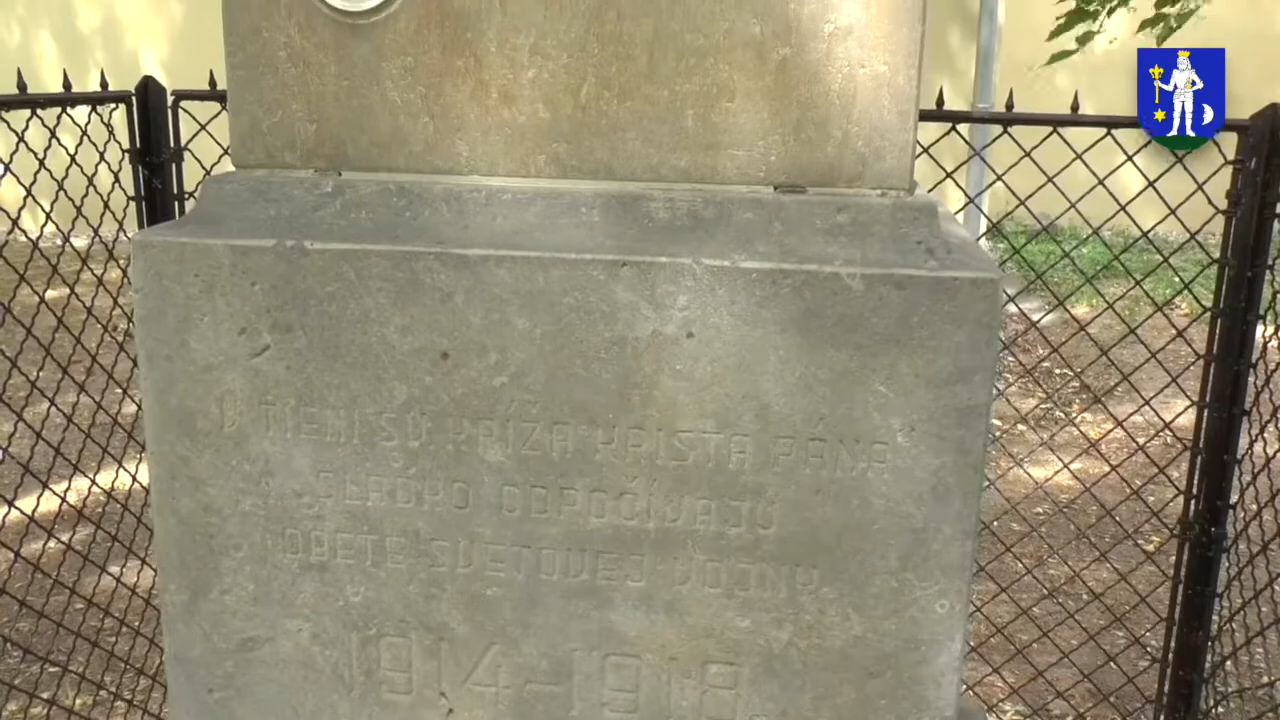 V TIENI SV. KRÍŽA KRISTA PÁNA
SLADKO ODPOČÍVAJÚ
OBETE SVETOVEJ VOJNY.
1914-1918.